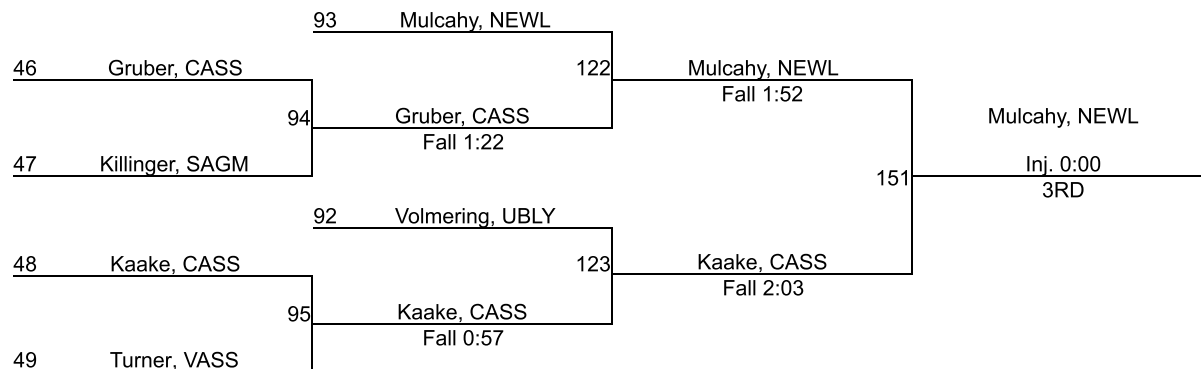 93 Mulcahy, NEWL
46 Gruber, CASS
122 Mulcahy, NEWL
Fall 1:52
94 Gruber, CASS
Fall 1:22
Mulcahy, NEWL
47 Killinger, SAGM
Inj. 0:00
151
3RD
92 Volmering, UBLY
48 Kaake, CASS
123 Kaake, CASS
Fall 2:03
95 Kaake, CASS
Fall 0:57
49 Turner, VASS